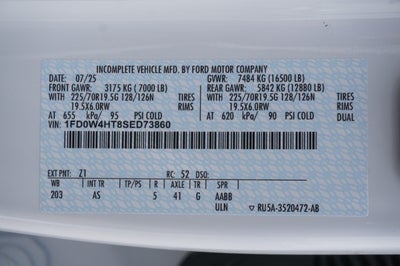 INCOMPLETE VEHICLE MFD. BY FORD MOTOR COMPANY
DATE: 07/25 GVWR: 7484 KG (16500 LB)
FRONT GAWR: 3175 KG ( 7000 LB) REAR GAWR: 5842 KG (12880 LB)
WITH 225/70R19.5G 128/126N TIRES WITH 225/70R19.5G 128/126N TIRES
19.5X6.0RW RIMS 19.5X6.0RW RIMS
AT 655 kPa/ 95 PSI COLD AT 620 kPa/ 90 PSI COLD
VIN: 1FD0W4HT8SED73860
EXT PNT: Z1 RC: 52 DSO:
WB INT TR TP/PS R AXLE TR SPR
203 AS 5 41 G AABB
ULN RU5A-3520472-AB